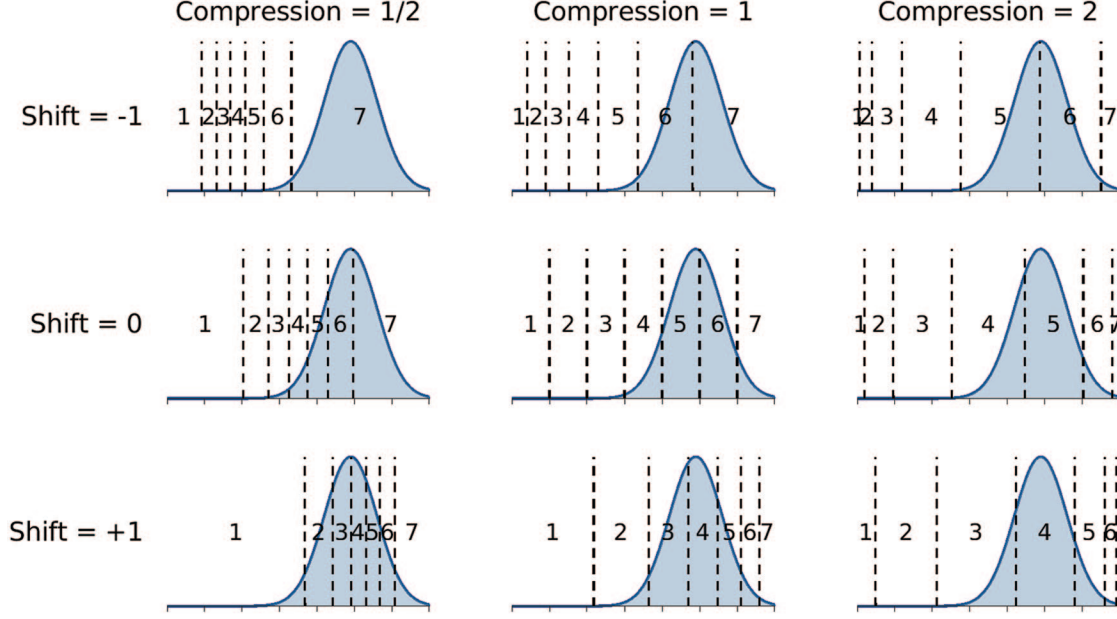 Compression = 1/2 Compression = 1 Compression = 2
Shift = -1 1 2 3 4 5 6 7 1 2 3 4 5 6 7 1 2 3 4 5 6 7
Shift = 0 1 2 3 4 5 6 7 1 2 3 4 5 6 7 1 2 3 4 5 6 7
Shift = +1 1 2 3 4 5 6 7 1 2 3 4 5 6 7 1 2 3 4 5 6